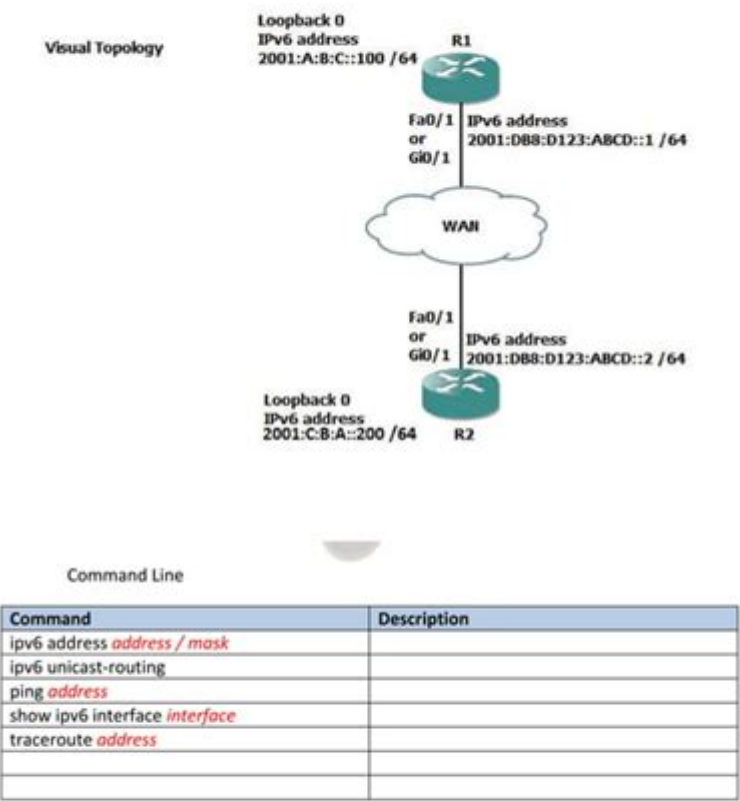 Visual Topology
Loopback 0
IPv6 address
2001:A:B:C::100 /64
R1
Fa0/1
or
Gi0/1
IPv6 address
2001:DB8:D123:ABCD::1 /64
WAN
Fa0/1
or
Gi0/1
IPv6 address
2001:DB8:D123:ABCD::2 /64
Loopback 0
IPv6 address
2001:C:B:A::200 /64
R2
Command Line
Command Description
ipv6 address address / mask
ipv6 unicast-routing
ping address
show ipv6 interface interface
traceroute address